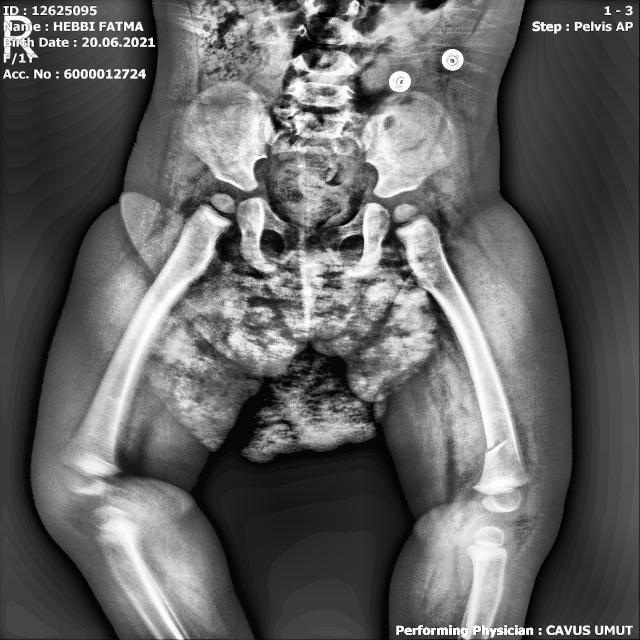 ID : 12625095
Name : HEBBI FATMA
Birth Date : 20.06.2021
F/1Y
Acc. No : 6000012724
R
1 - 3
Step : Pelvis AP
Performing Physician : CAVUS UMUT